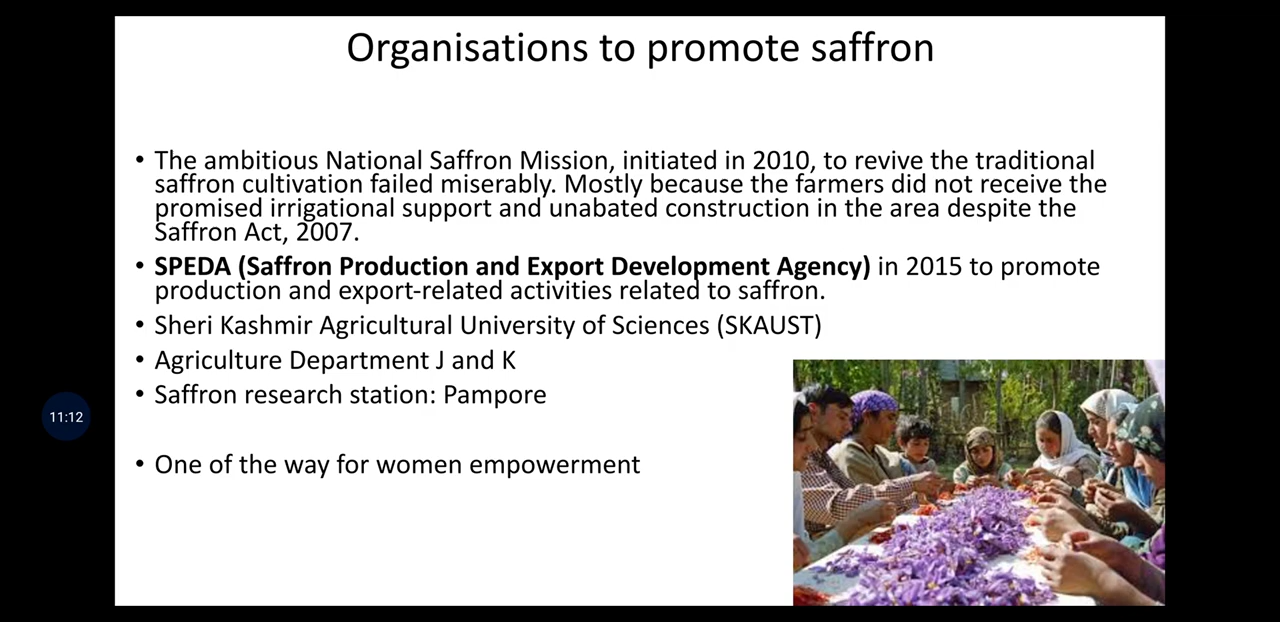 Organisations to promote saffron
• The ambitious National Saffron Mission, initiated in 2010, to revive the traditional
saffron cultivation failed miserably. Mostly because the farmers did not receive the
promised irrigational support and unabated construction in the area despite the
Saffron Act, 2007.
• SPEDA (Saffron Production and Export Development Agency) in 2015 to promote
production and export-related activities related to saffron.
• Sheri Kashmir Agricultural University of Sciences (SKAUST)
• Agriculture Department J and K
• Saffron research station: Pampore
11:12
• One of the way for women empowerment